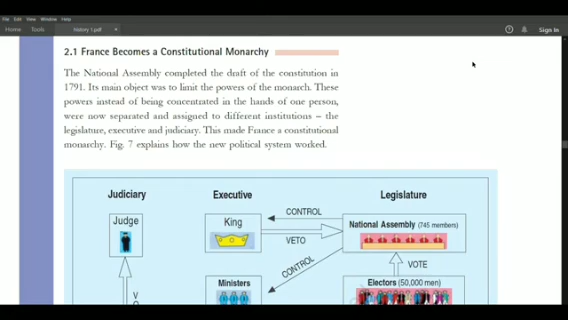 File Edit View Window Help
Home Tools history 1.pdf × Sign In
2.1 France Becomes a Constitutional Monarchy
The National Assembly completed the draft of the constitution in
1791. Its main object was to limit the powers of the monarch. These
powers instead of being concentrated in the hands of one person,
were now separated and assigned to different institutions – the
legislature, executive and judiciary. This made France a constitutional
monarchy. Fig. 7 explains how the new political system worked.
Judiciary Executive Legislature
Judge
King
CONTROL
VETO
National Assembly (745 members)
CONTROL
VOTE
Ministers
Electors (50,000 men)
V